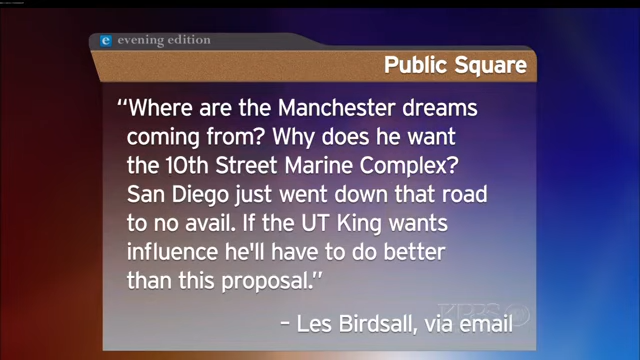 e evening edition
Public Square
“Where are the Manchester dreams
coming from? Why does he want
the 10th Street Marine Complex?
San Diego just went down that road
to no avail. If the UT King wants
influence he'll have to do better
than this proposal.”
– Les Birdsall, via email
KPBS